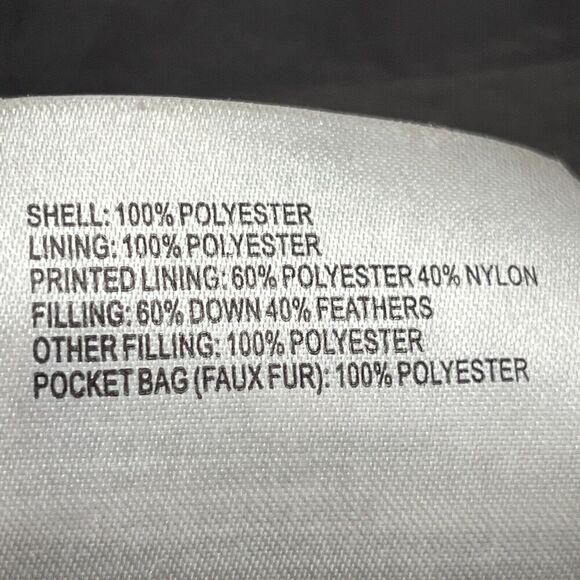 SHELL: 100% POLYESTER
LINING: 100% POLYESTER
PRINTED LINING: 60% POLYESTER 40% NYLON
FILLING: 60% DOWN 40% FEATHERS
OTHER FILLING: 100% POLYESTER
POCKET BAG (FAUX FUR): 100% POLYESTER